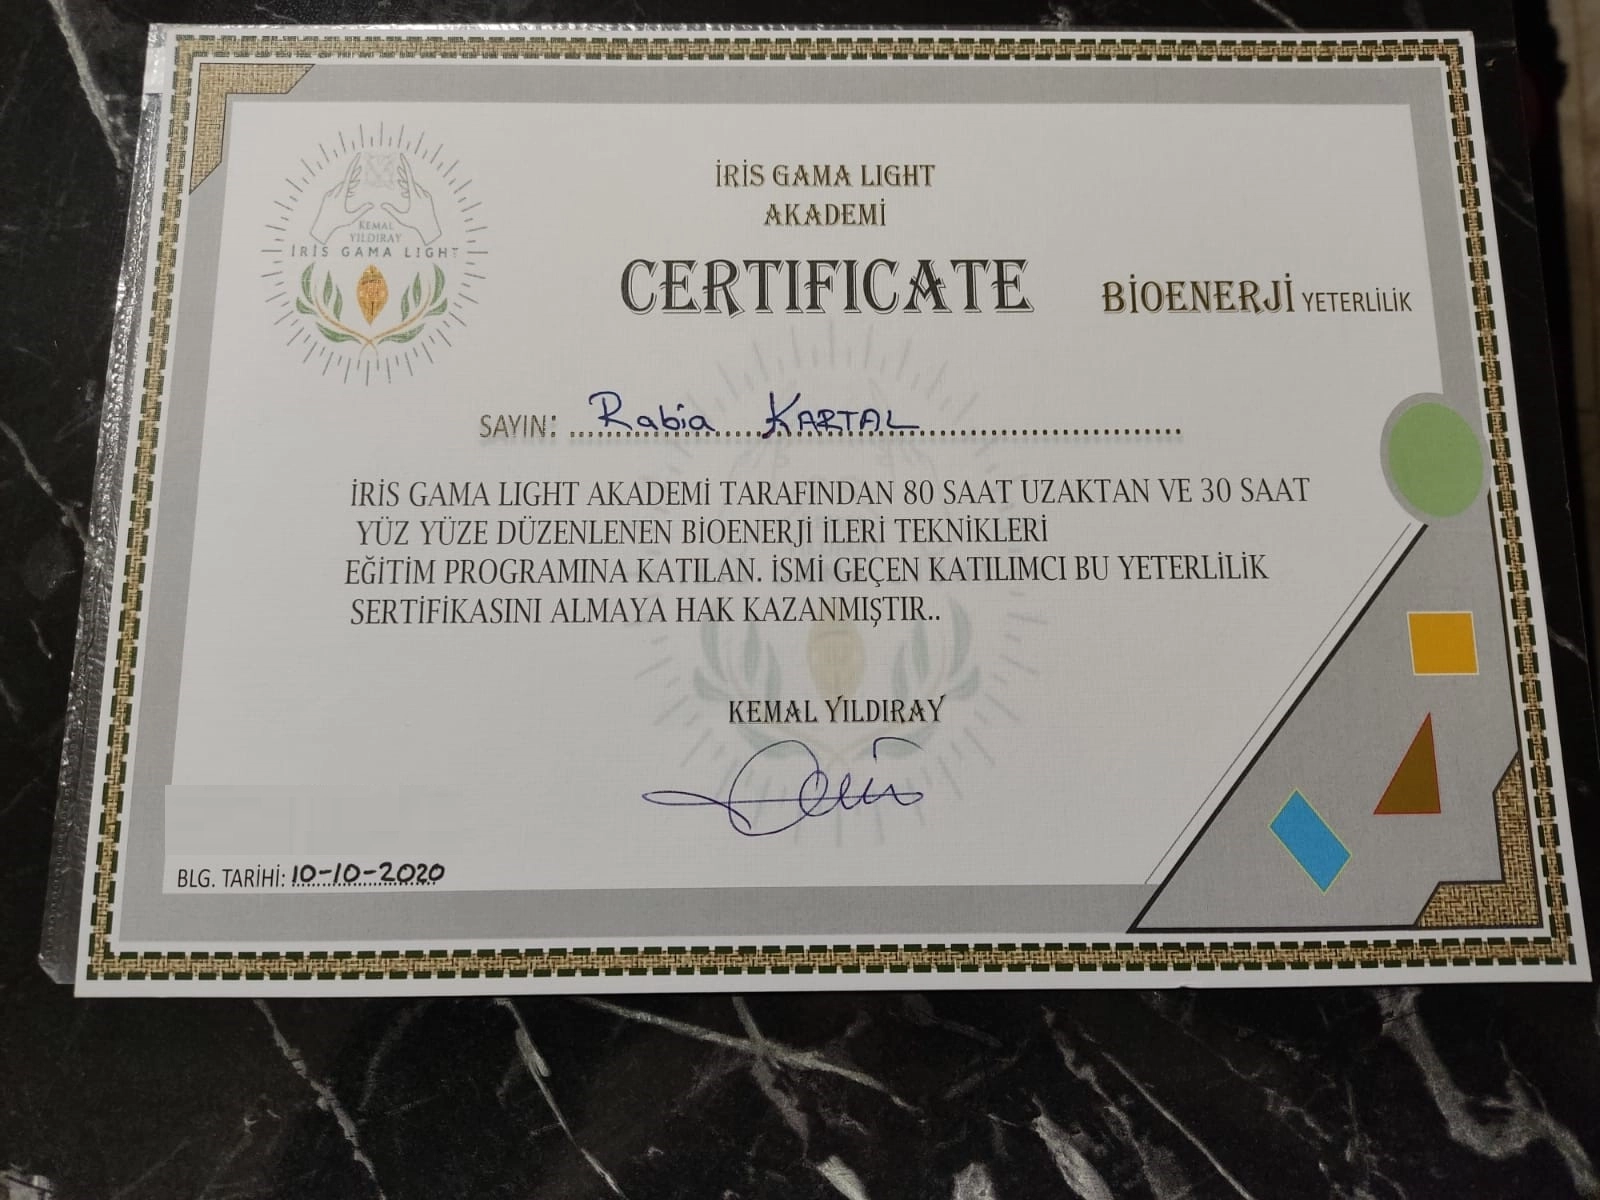 KEMAL
YILDIRAY
İRİS GAMA LIGHT
İRİS GAMA LIGHT
AKADEMİ
CERTIFICATE
BİOENERJİ YETERLİLİK
SAYIN: Rabia KARTAL
İRİS GAMA LIGHT AKADEMİ TARAFINDAN 80 SAAT UZAKTAN VE 30 SAAT
YÜZ YÜZE DÜZENLENEN BİOENERJİ İLERİ TEKNİKLERİ
EĞİTİM PROGRAMINA KATILAN. İSMİ GEÇEN KATILIMCI BU YETERLİLİK
SERTİFİKASINI ALMAYA HAK KAZANMIŞTIR..
KEMAL YILDIRAY
BLG. TARİHİ: 10-10-2020